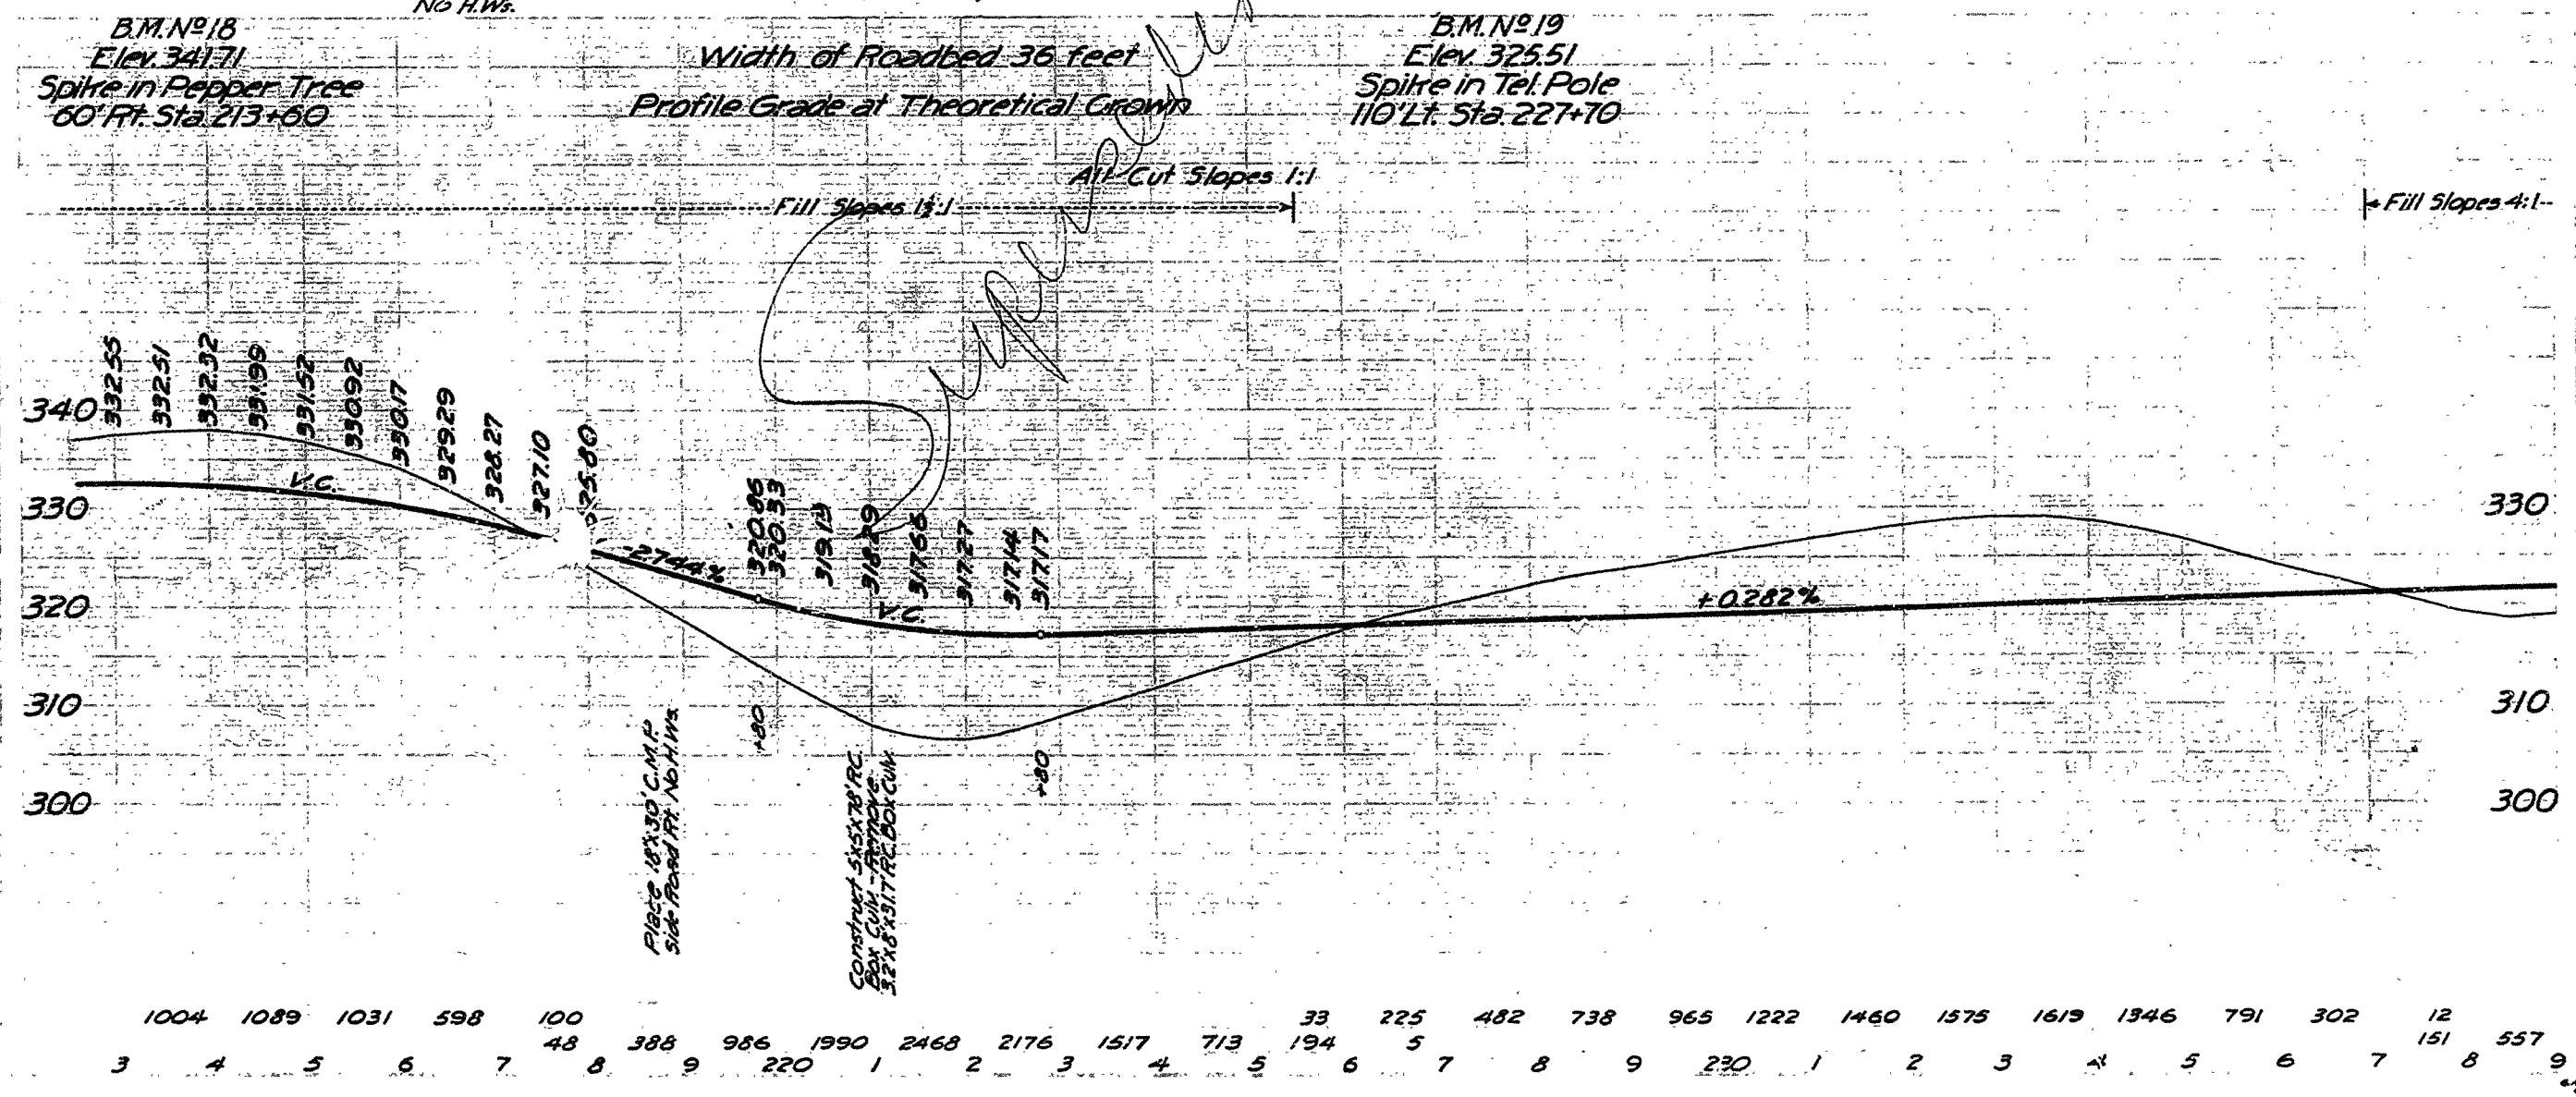 No H.Ws.
B.M. Nº 18
Elev. 341.71
Spike in Pepper Tree
60' Rt. Sta. 213+60
Width of Roadbed 36 feet
Profile Grade at Theoretical Crown
B.M. Nº 19
Elev. 325.51
Spike in Tel. Pole
110' Lt. Sta. 227+70
All Cut Slopes 1:1
Fill Slopes 1½:1
Fill Slopes 4:1
Superseded
332.55
332.51
332.32
331.99
331.52
330.92
330.17
329.29
328.27
327.10
325.80
320.86
320.33
319.19
318.29
317.66
317.27
317.14
317.17
340
V.C.
330
330
-2.744%
320
V.C.
+0.282%
310
310
300
300
+80
+80
Place 18"x30' C.M.P.
Side Road Rt. No H.Ws.
Construct 5'x5'x78' R.C.
Box Culv. - Remove
3.2'x8'x31.7' R.C. Box Culv.
1004 1089 1031 598 100 33 225 482 738 965 1222 1460 1575 1619 1346 791 302 12
48 388 986 1990 2468 2176 1517 713 194 5 151 557
3 4 5 6 7 8 9 220 1 2 3 4 5 6 7 8 9 230 1 2 3 4 5 6 7 8 9